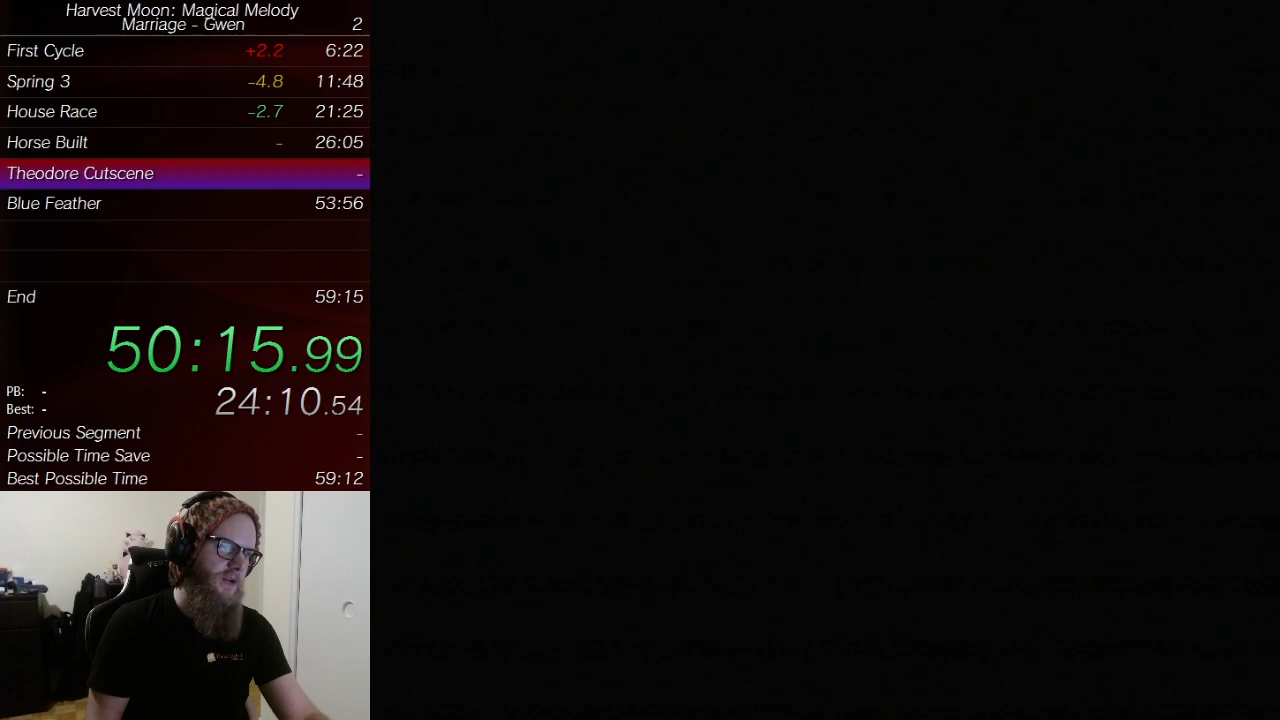 Harvest Moon: Magical Melody
Marriage - Gwen 2
First Cycle +2.2 6:22
Spring 3 -4.8 11:48
House Race -2.7 21:25
Horse Built - 26:05
Theodore Cutscene -
Blue Feather 53:56
End 59:15
50:15.99
PB: -
24:10.54
Best: -
Previous Segment -
Possible Time Save -
Best Possible Time 59:12